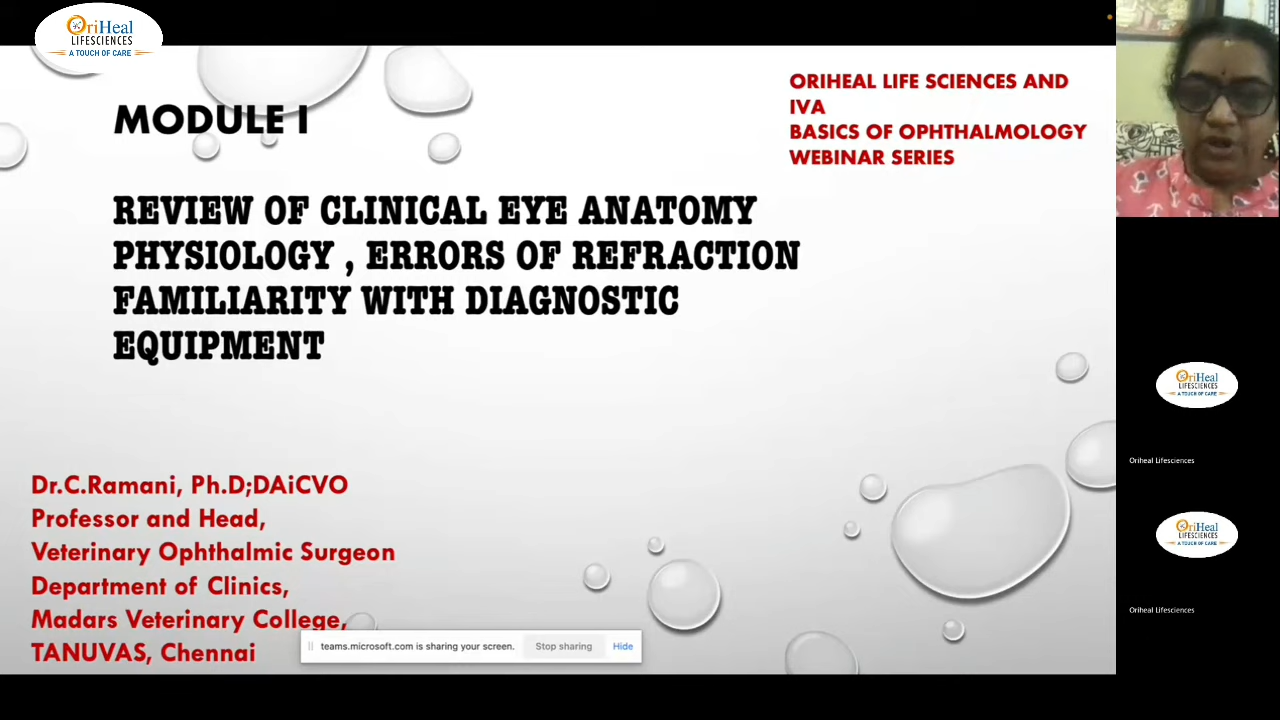 OriHeal
LIFESCIENCES
A TOUCH OF CARE
MODULE I
ORIHEAL LIFE SCIENCES AND
IVA
BASICS OF OPHTHALMOLOGY
WEBINAR SERIES
REVIEW OF CLINICAL EYE ANATOMY
PHYSIOLOGY , ERRORS OF REFRACTION
FAMILIARITY WITH DIAGNOSTIC
EQUIPMENT
Dr.C.Ramani, Ph.D;DAiCVO
Professor and Head,
Veterinary Ophthalmic Surgeon
Department of Clinics,
Madars Veterinary College,
TANUVAS, Chennai
teams.microsoft.com is sharing your screen. Stop sharing Hide
OriHeal
LIFESCIENCES
A TOUCH OF CARE
Oriheal Lifesciences
OriHeal
LIFESCIENCES
A TOUCH OF CARE
Oriheal Lifesciences